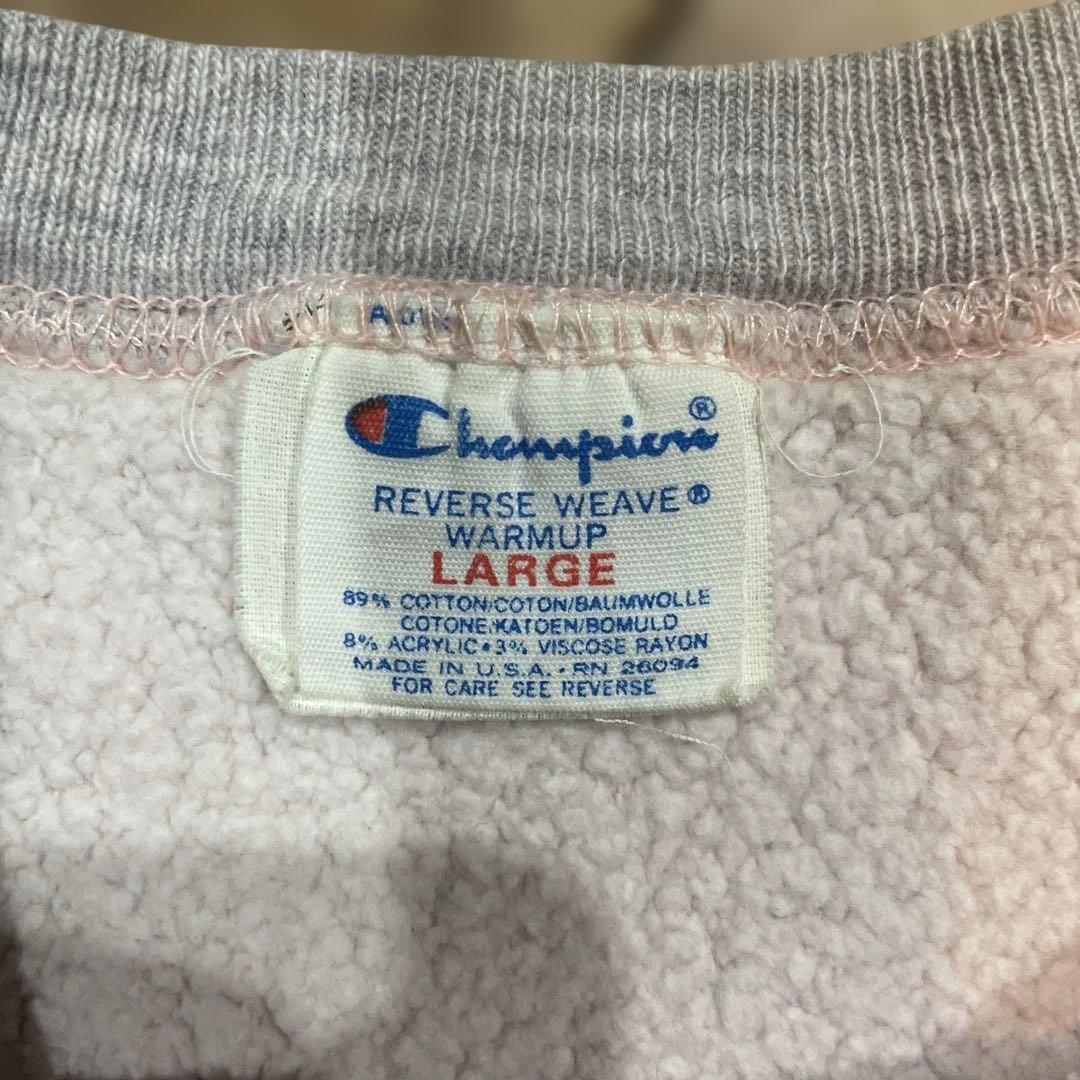 Champion®
REVERSE WEAVE®
WARMUP
LARGE
89% COTTON/COTON/BAUMWOLLE
COTONE/KATOEN/BOMULD
8% ACRYLIC•3% VISCOSE RAYON
MADE IN U.S.A. • RN 26094
FOR CARE SEE REVERSE